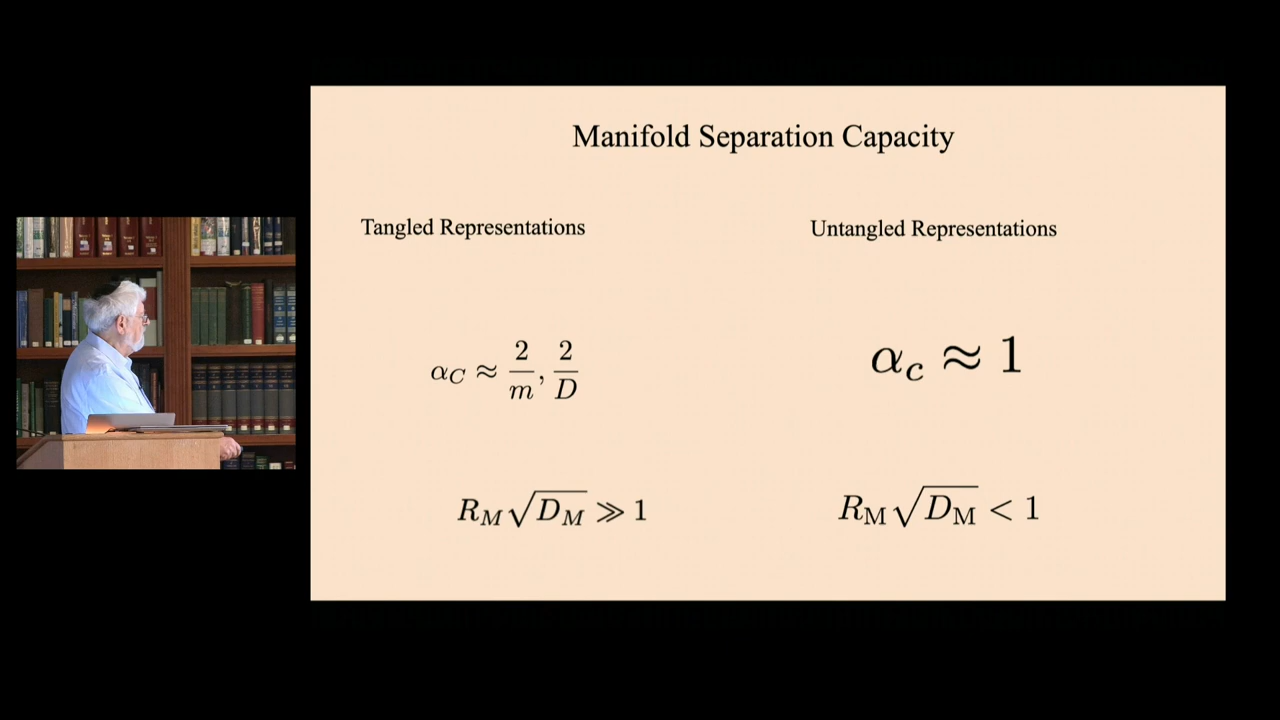 Manifold Separation Capacity
Tangled Representations
Untangled Representations
α_C ≈ 2/m, 2/D
α_c ≈ 1
R_M √D_M ≫ 1
R_M √D_M < 1